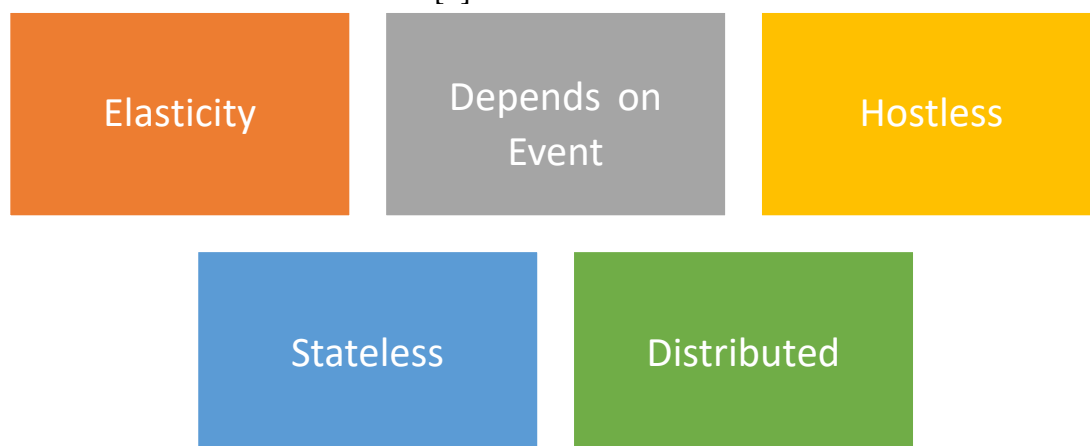 Elasticity
Depends on
Event
Hostless
Stateless
Distributed